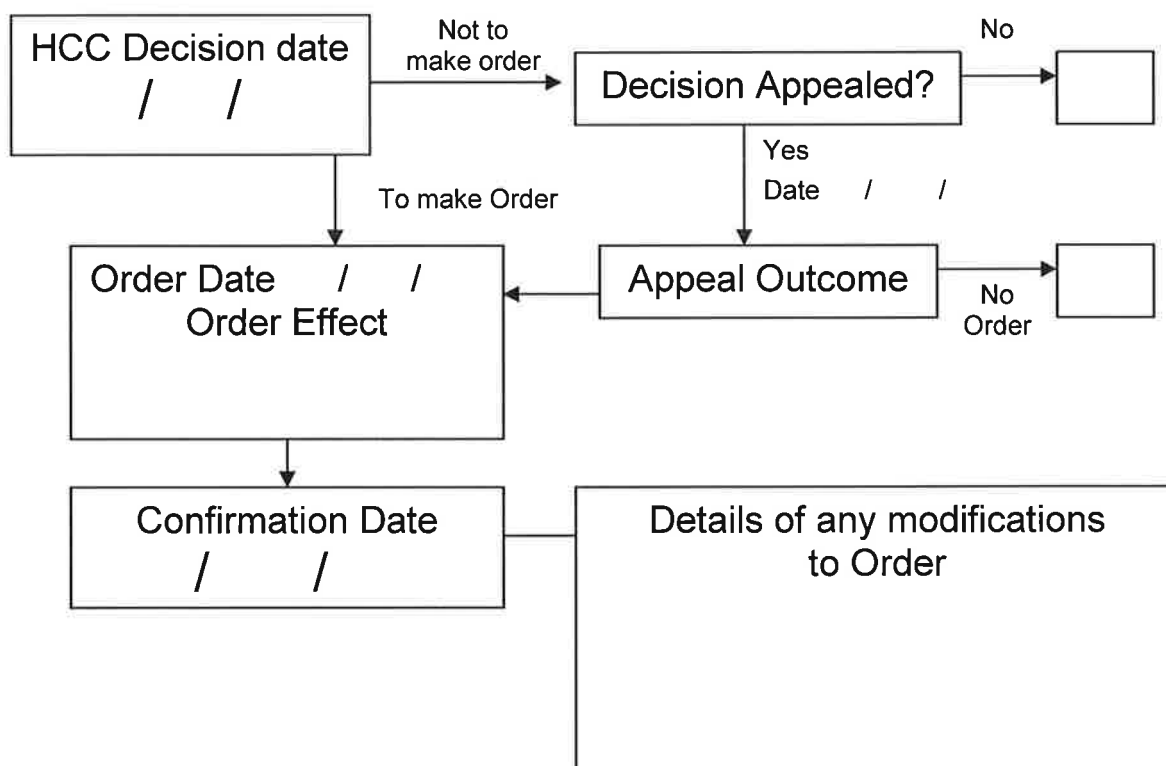 HCC Decision date
/ /
Not to
make order
Decision Appealed?
No
Yes
Date / /
To make Order
Order Date / /
Order Effect
Appeal Outcome
No
Order
Confirmation Date
/ /
Details of any modifications
to Order